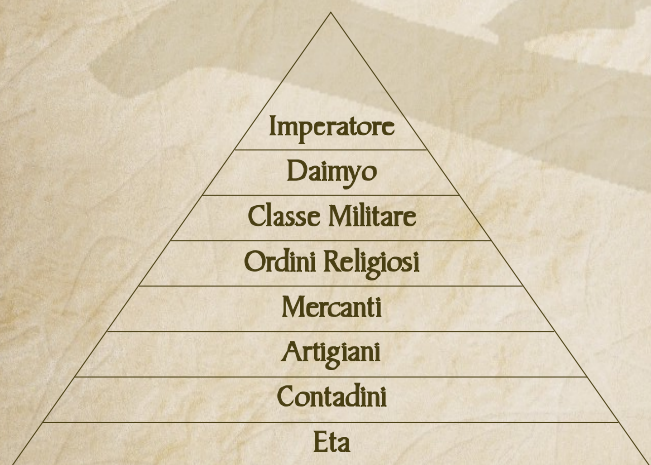 Imperatore
Daimyo
Classe Militare
Ordini Religiosi
Mercanti
Artigiani
Contadini
Eta